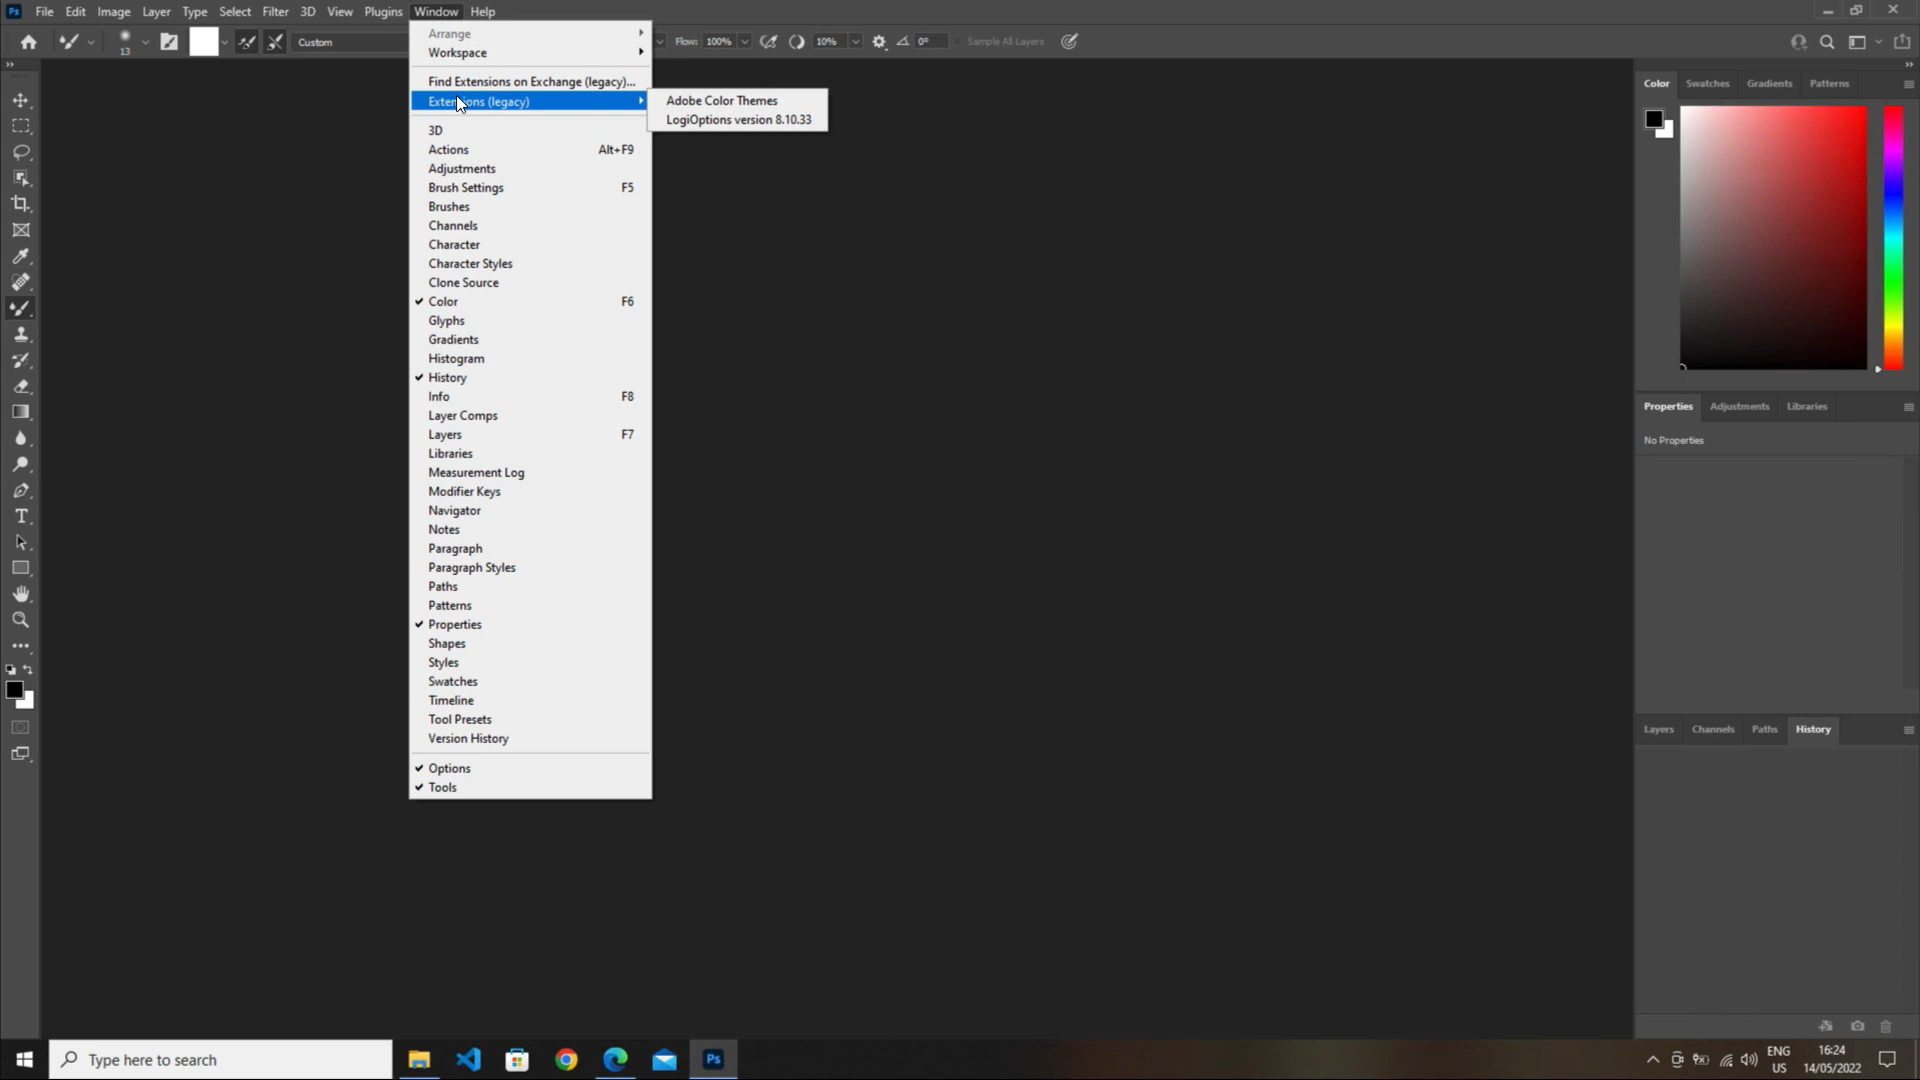 Ps File Edit Image Layer Type Select Filter 3D View Plugins Window Help
13 Custom Flow: 100% 10% 0° Sample All Layers
Arrange
Workspace
Find Extensions on Exchange (legacy)...
Extensions (legacy)
Adobe Color Themes
LogiOptions version 8.10.33
3D
Actions Alt+F9
Adjustments
Brush Settings F5
Brushes
Channels
Character
Character Styles
Clone Source
Color F6
Glyphs
Gradients
Histogram
History
Info F8
Layer Comps
Layers F7
Libraries
Measurement Log
Modifier Keys
Navigator
Notes
Paragraph
Paragraph Styles
Paths
Patterns
Properties
Shapes
Styles
Swatches
Timeline
Tool Presets
Version History
Options
Tools
Color Swatches Gradients Patterns
Properties Adjustments Libraries
No Properties
Layers Channels Paths History
Type here to search
Ps
ENG
US
16:24
14/05/2022